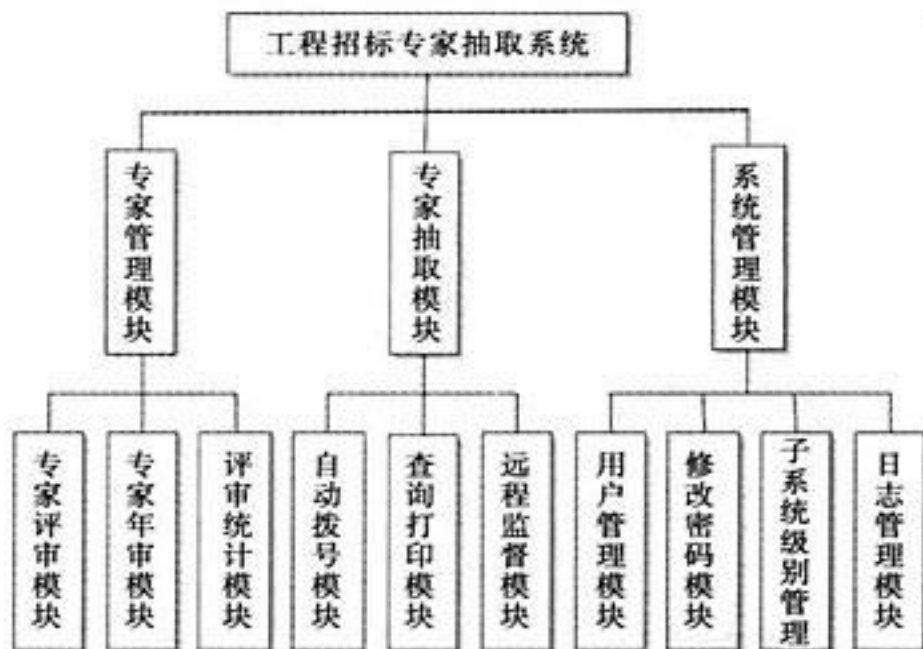 工程招标专家抽取系统
专家管理模块
专家抽取模块
系统管理模块
专家评审模块
专家年审模块
评审统计模块
自动拨号模块
查询打印模块
远程监督模块
用户管理模块
修改密码模块
子系统级别管理
日志管理模块